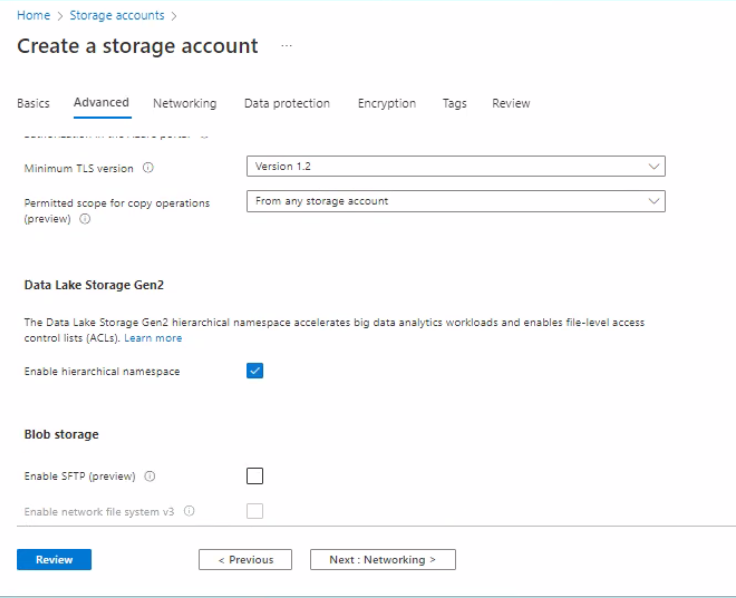 Home > Storage accounts >
Create a storage account ...
Basics Advanced Networking Data protection Encryption Tags Review
Minimum TLS version Version 1.2
Permitted scope for copy operations From any storage account
(preview)
Data Lake Storage Gen2
The Data Lake Storage Gen2 hierarchical namespace accelerates big data analytics workloads and enables file-level access
control lists (ACLs). Learn more
Enable hierarchical namespace
Blob storage
Enable SFTP (preview)
Enable network file system v3
Review < Previous Next : Networking >